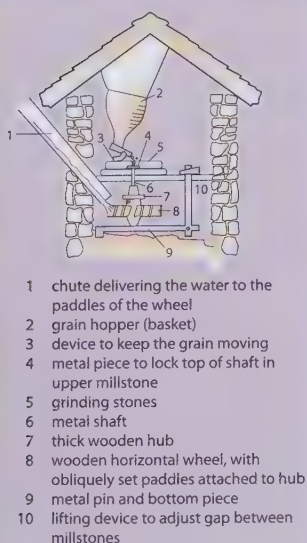 2
3
4
5
1
6
10
7
8
9
1 chute delivering the water to the
paddles of the wheel
2 grain hopper (basket)
3 device to keep the grain moving
4 metal piece to lock top of shaft in
upper millstone
5 grinding stones
6 metal shaft
7 thick wooden hub
8 wooden horizontal wheel, with
obliquely set paddles attached to hub
9 metal pin and bottom piece
10 lifting device to adjust gap between
millstones